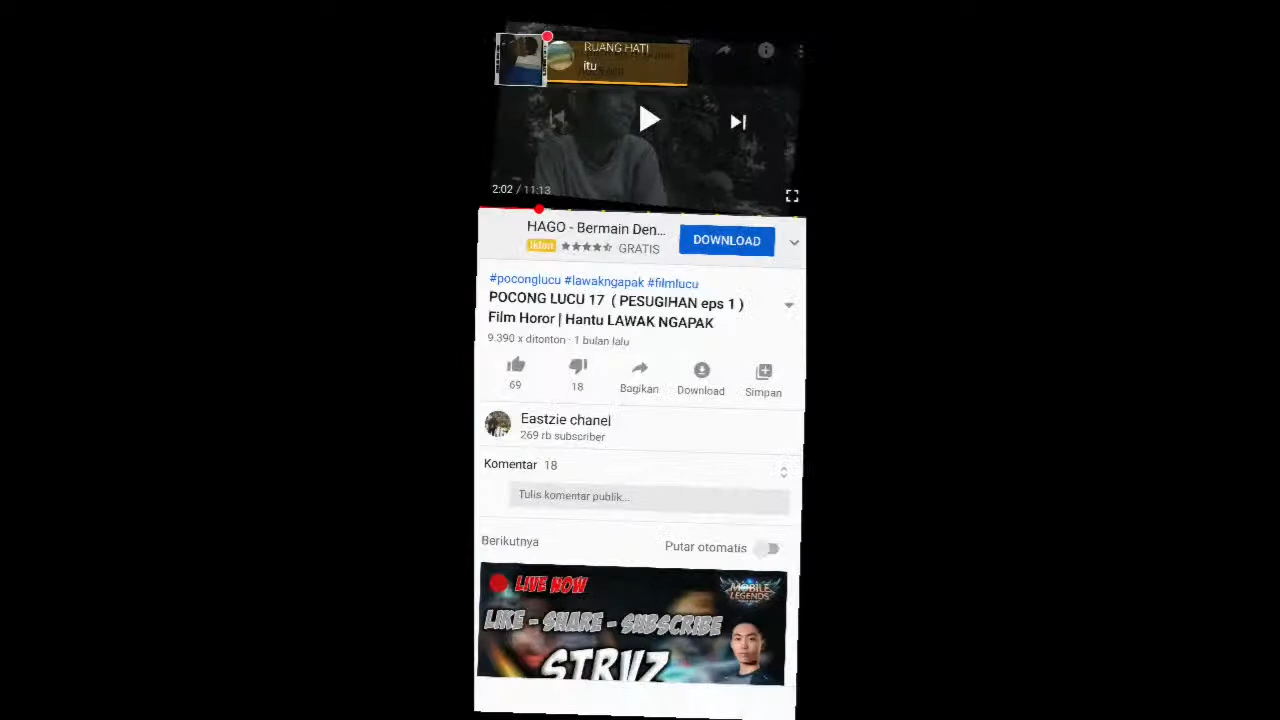 RUANG HATI
itu
2:02 / 11:13
HAGO - Bermain Den...
Iklan GRATIS
DOWNLOAD
#poconglucu #lawakngapak #filmlucu
POCONG LUCU 17 ( PESUGIHAN eps 1 )
Film Horor | Hantu LAWAK NGAPAK
9.390 x ditonton · 1 bulan lalu
69 18 Bagikan Download Simpan
Eastzie chanel
269 rb subscriber
Komentar 18
Tulis komentar publik...
Berikutnya Putar otomatis
LIVE NOW
MOBILE
LEGENDS
LIKE - SHARE - SUBSCRIBE
STRVZ